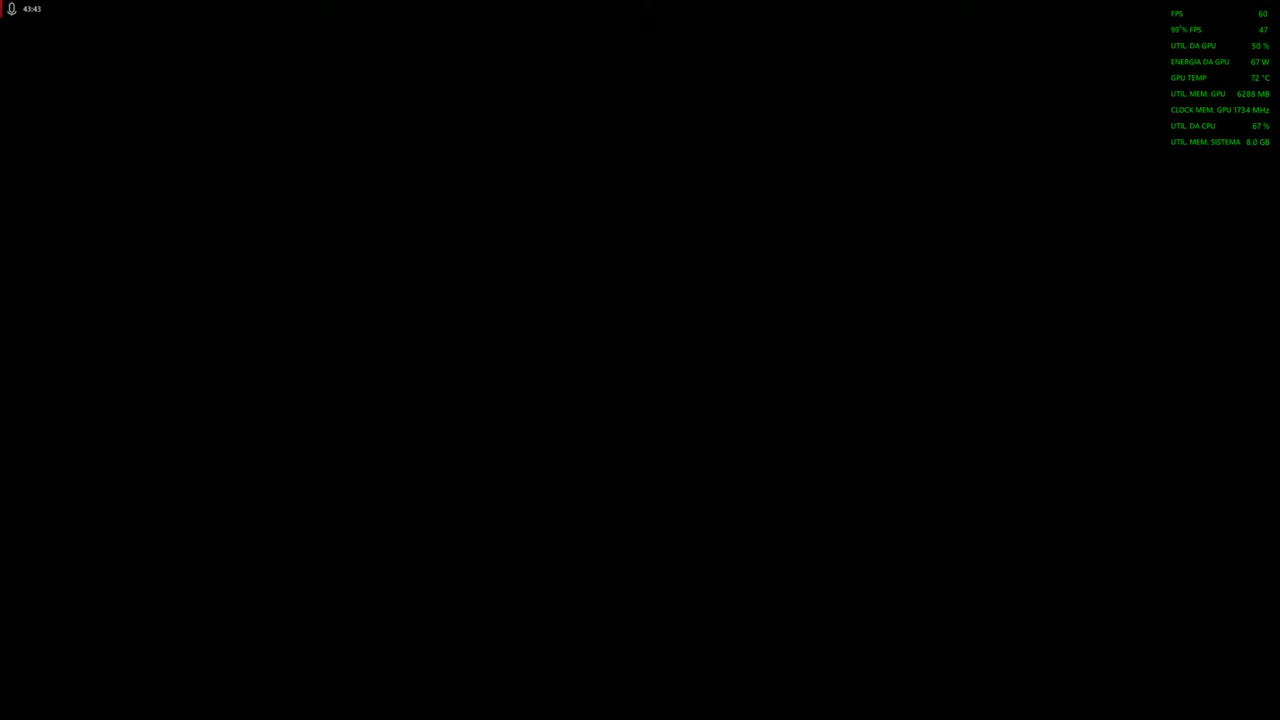 43:43
FPS 60
99°% FPS 47
UTIL. DA GPU 50 %
ENERGIA DA GPU 67 W
GPU TEMP 72 °C
UTIL. MEM. GPU 6288 MB
CLOCK MEM. GPU 1734 MHz
UTIL. DA CPU 67 %
UTIL. MEM. SISTEMA 8.0 GB